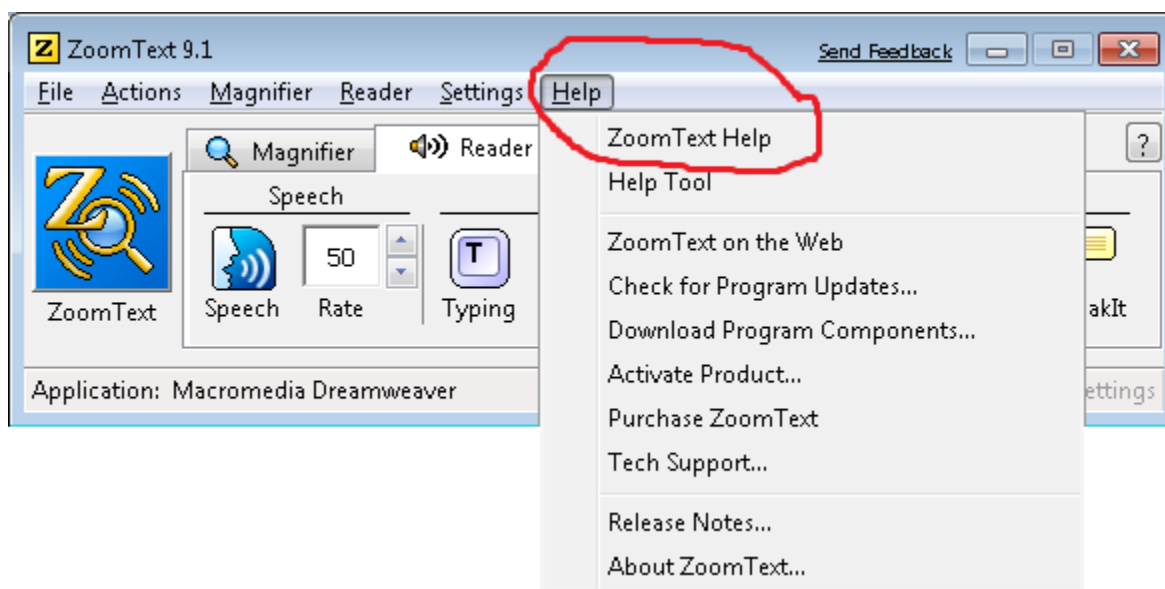 Z ZoomText 9.1 Send Feedback
File Actions Magnifier Reader Settings Help
Magnifier Reader ?
Speech
50 T
Speech Rate Typing akIt
ZoomText
Application: Macromedia Dreamweaver ettings
ZoomText Help
Help Tool
ZoomText on the Web
Check for Program Updates...
Download Program Components...
Activate Product...
Purchase ZoomText
Tech Support...
Release Notes...
About ZoomText...